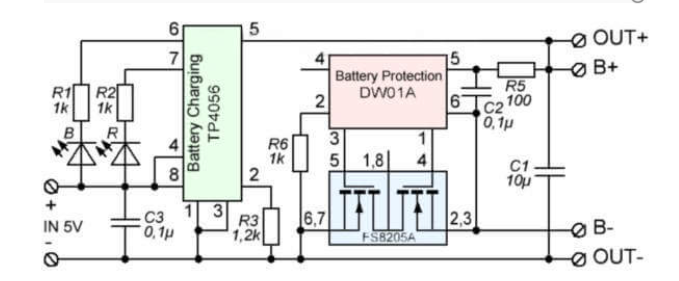 6 5 OUT+
7 4 5 B+
R1 1k
R2 1k
Battery Charging
TP4056
Battery Protection
DW01A
R5
100
2 6
C2
0,1µ
B R
R6
1k
3 1
4
5 1,8 4
C1
10µ
8 2
+
IN 5V
-
C3
0,1µ
1 3
R3
1,2k
6,7 2,3
FS8205A
B-
OUT-